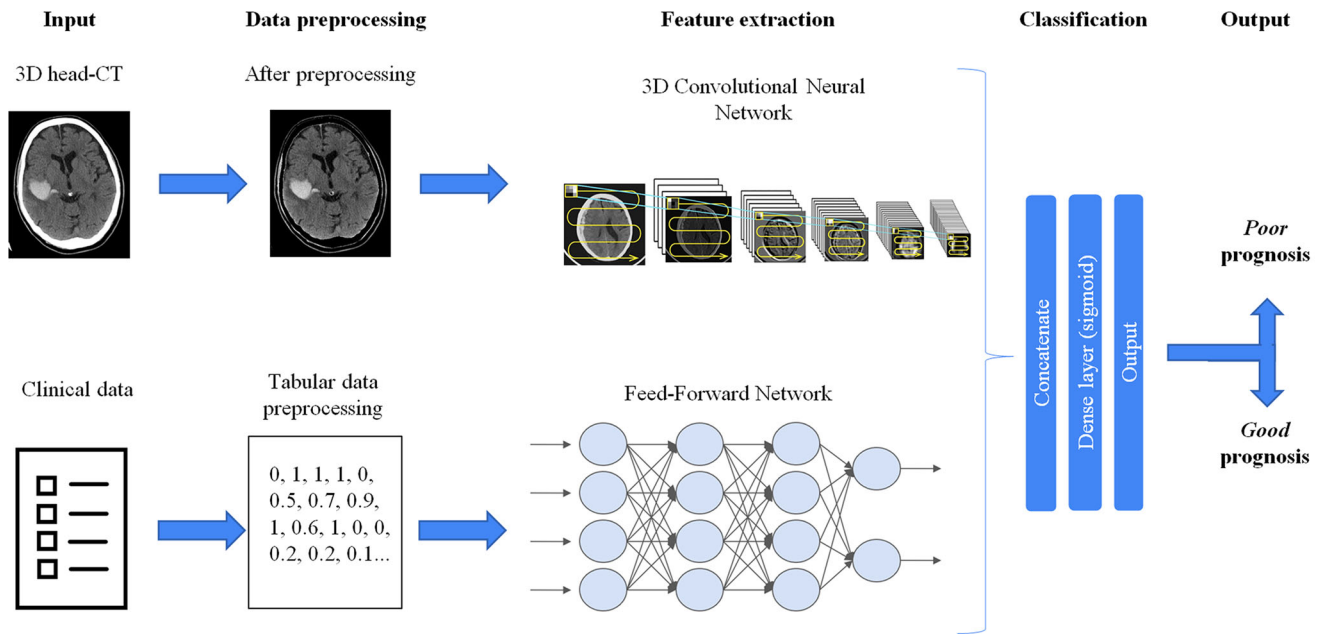 Input
Data preprocessing
Feature extraction
Classification
Output
3D head-CT
After preprocessing
3D Convolutional Neural
Network
Clinical data
Tabular data
preprocessing
0, 1, 1, 1, 0,
0.5, 0.7, 0.9,
1, 0.6, 1, 0, 0,
0.2, 0.2, 0.1...
Feed-Forward Network
Concatenate
Dense layer (sigmoid)
Output
Poor
prognosis
Good
prognosis